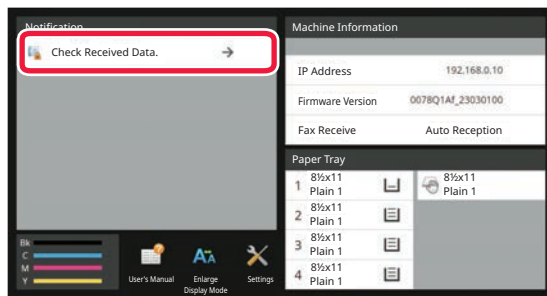 Notification
Check Received Data.
Machine Information
IP Address 192.168.0.10
Firmware Version 0078Q1Af_23030100
Fax Receive Auto Reception
Paper Tray
1 8½x11
Plain 1
8½x11
Plain 1
2 8½x11
Plain 1
3 8½x11
Plain 1
4 8½x11
Plain 1
Bk
C
M
Y
User's Manual
Enlarge
Display Mode
Settings